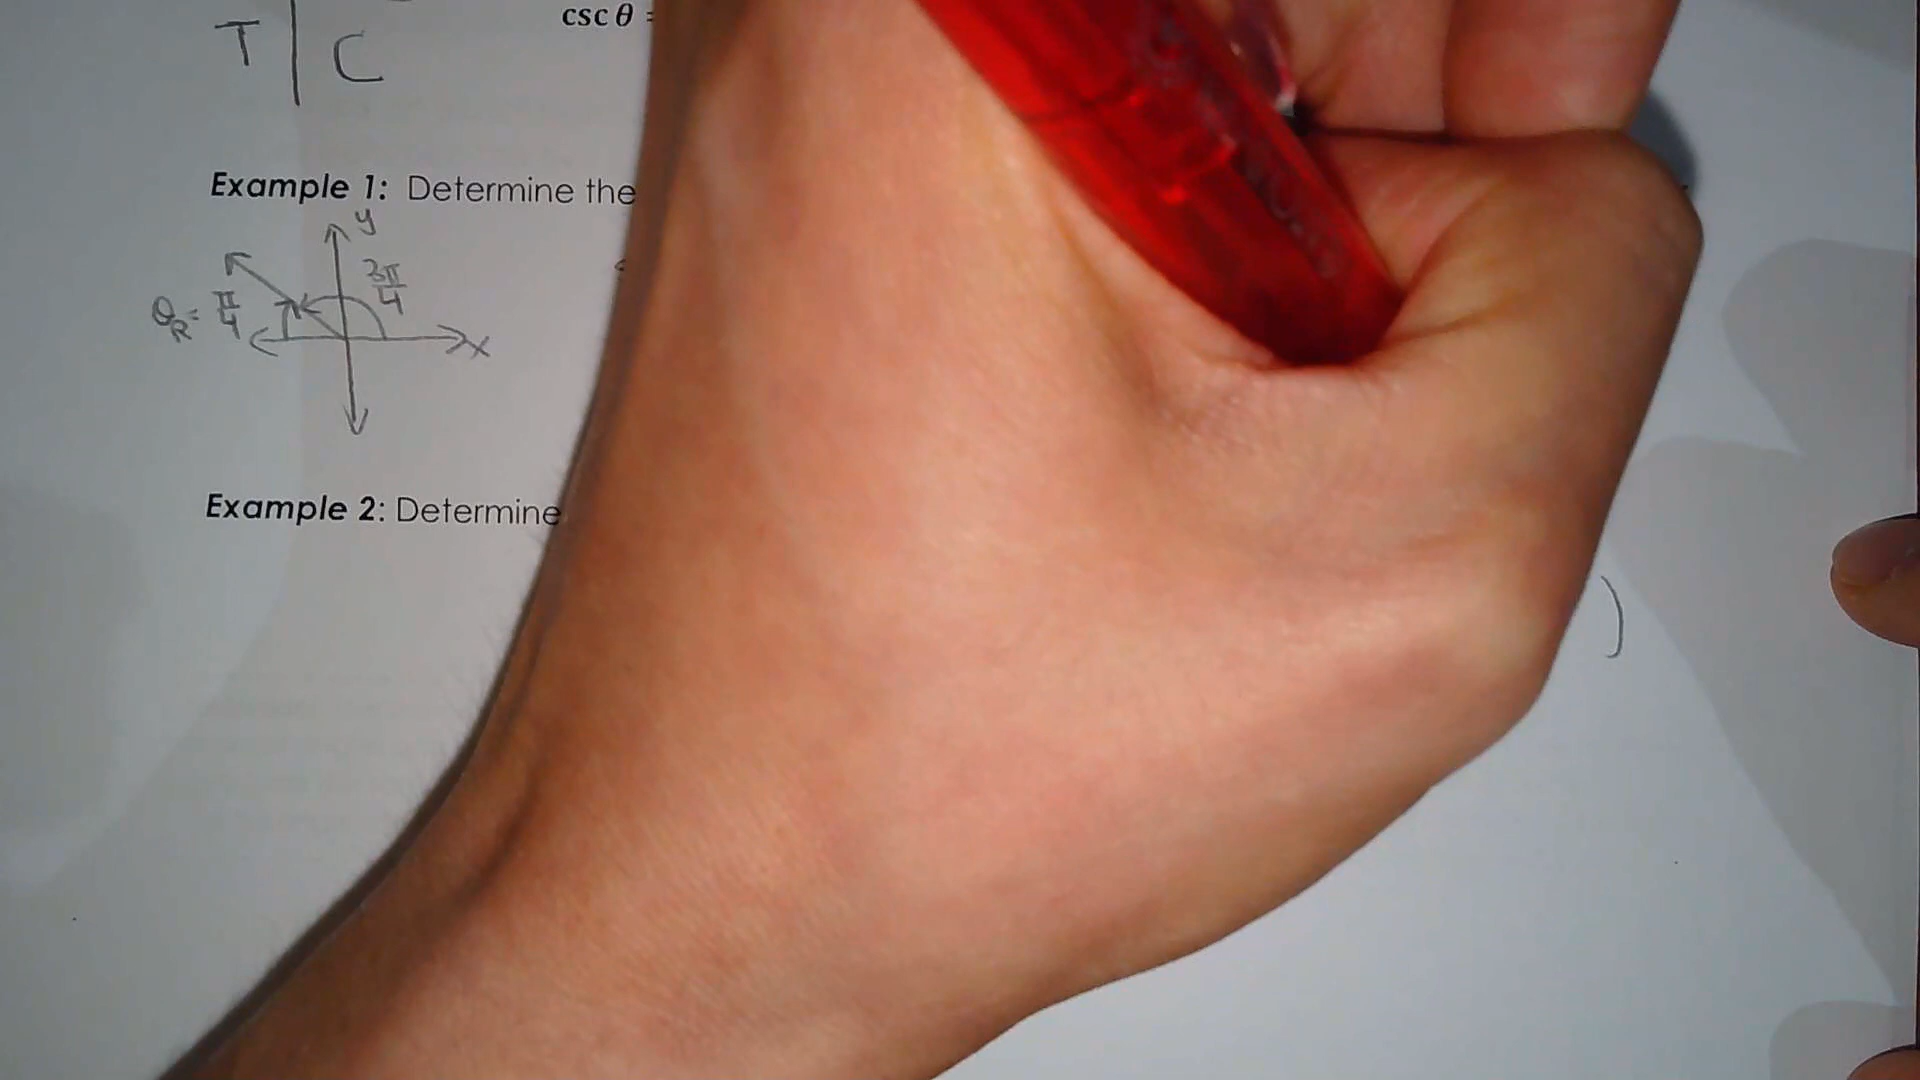 csc θ =
T | C
Example 1: Determine the
y
3π/4
θR = π/4
x
Example 2: Determine
)